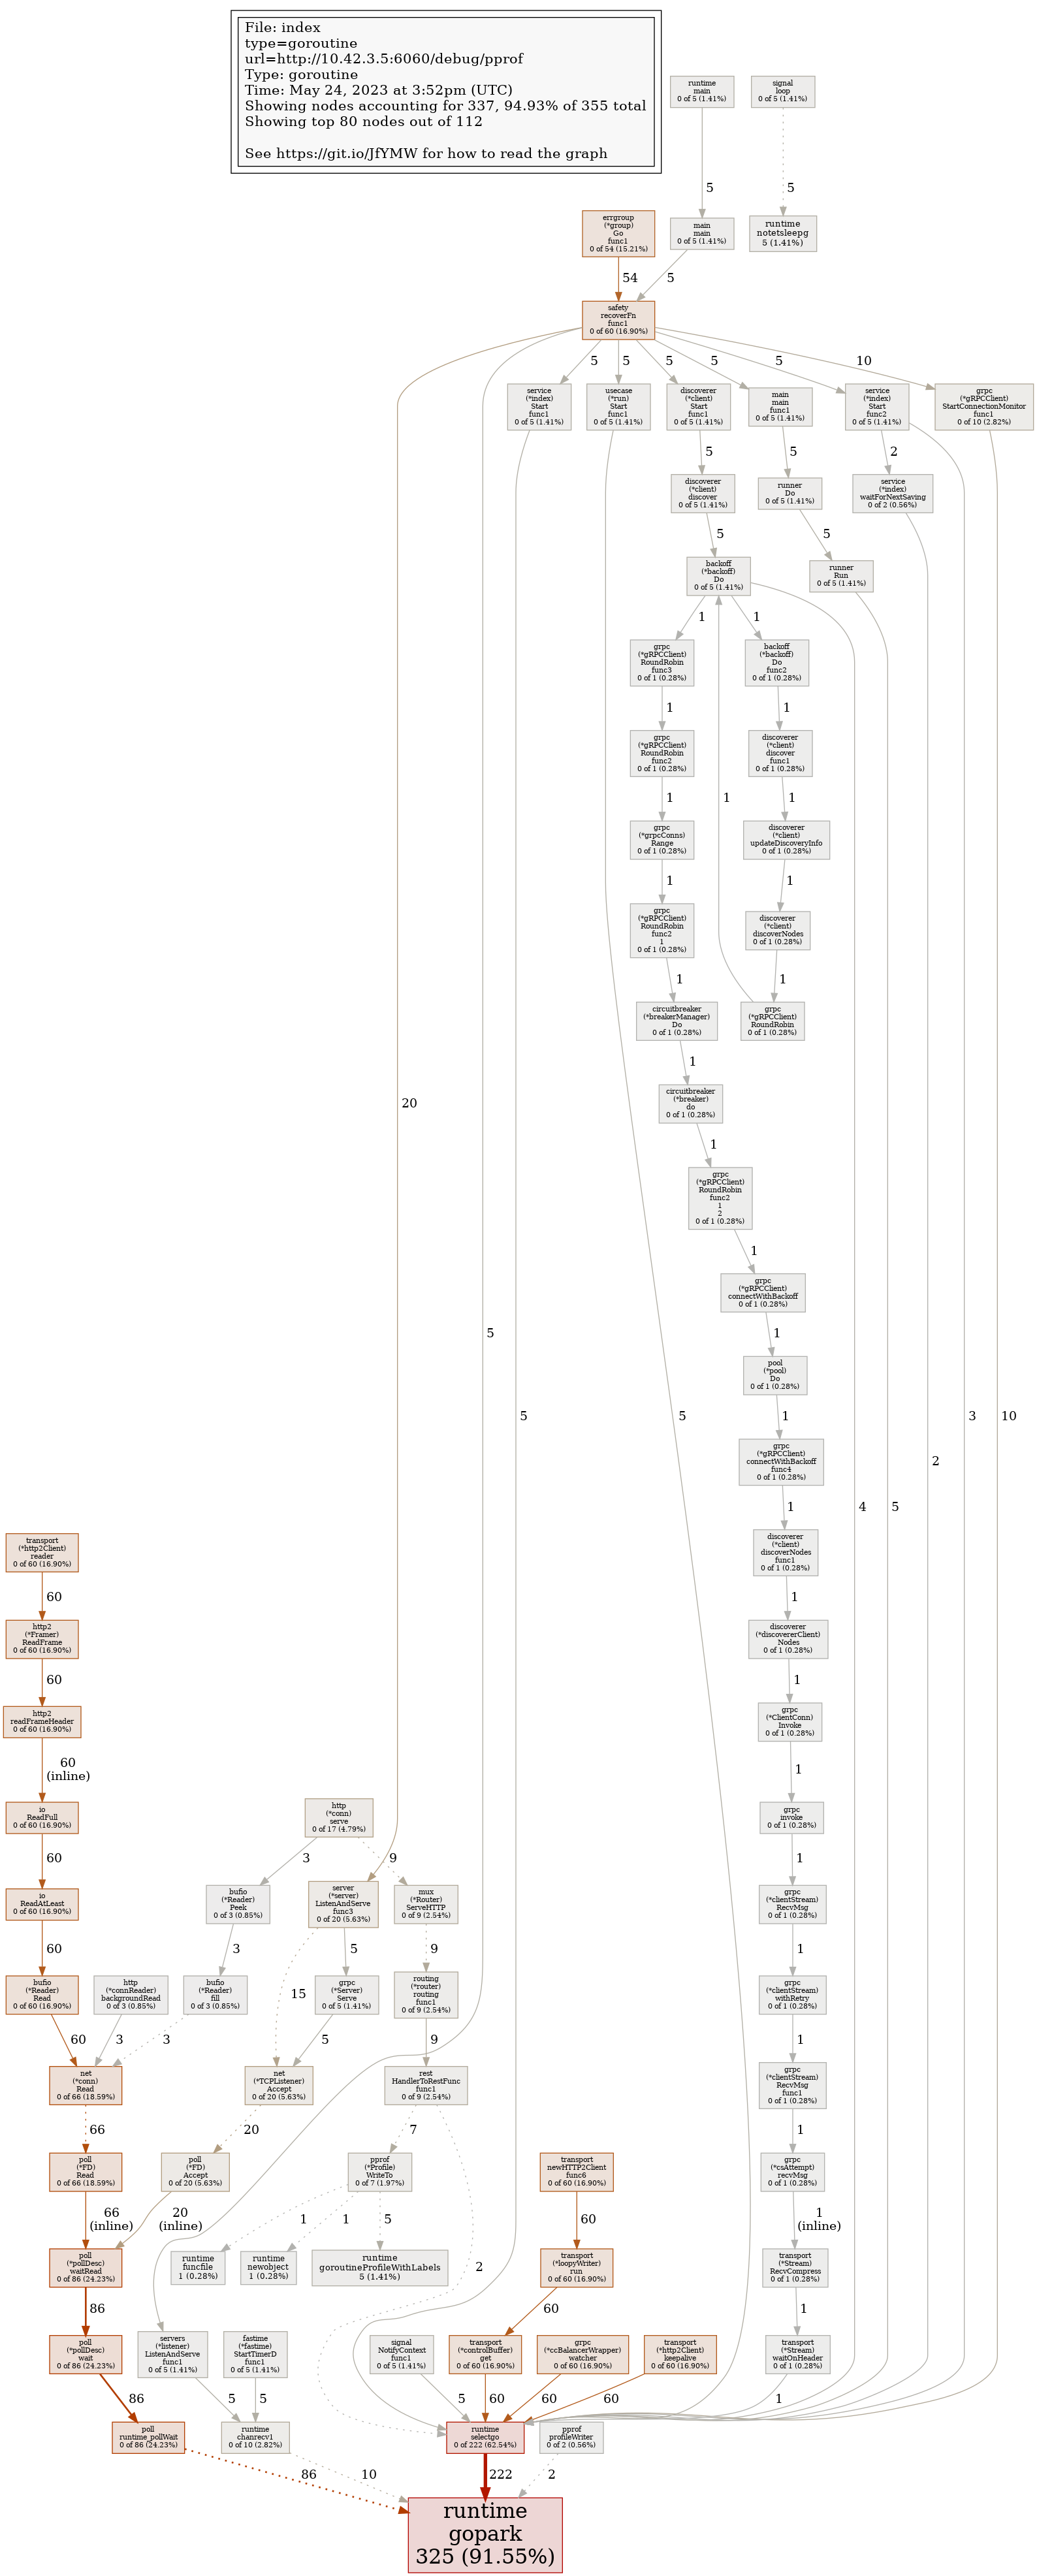 File: index
type=goroutine
url=http://10.42.3.5:6060/debug/pprof
Type: goroutine
Time: May 24, 2023 at 3:52pm (UTC)
Showing nodes accounting for 337, 94.93% of 355 total
Showing top 80 nodes out of 112
See https://git.io/JfYMW for how to read the graph
runtime
main
0 of 5 (1.41%)
signal
loop
0 of 5 (1.41%)
5
5
errgroup
(*group)
Go
func1
0 of 54 (15.21%)
main
main
0 of 5 (1.41%)
runtime
notetsleepg
5 (1.41%)
54
5
safety
recoverFn
func1
0 of 60 (16.90%)
5
5
5
5
5
10
service
(*index)
Start
func1
0 of 5 (1.41%)
usecase
(*run)
Start
func1
0 of 5 (1.41%)
discoverer
(*client)
Start
func1
0 of 5 (1.41%)
main
main
func1
0 of 5 (1.41%)
service
(*index)
Start
func2
0 of 5 (1.41%)
grpc
(*gRPCClient)
StartConnectionMonitor
func1
0 of 10 (2.82%)
5
5
2
discoverer
(*client)
discover
0 of 5 (1.41%)
runner
Do
0 of 5 (1.41%)
service
(*index)
waitForNextSaving
0 of 2 (0.56%)
5
5
backoff
(*backoff)
Do
0 of 5 (1.41%)
runner
Run
0 of 5 (1.41%)
1
1
grpc
(*gRPCClient)
RoundRobin
func3
0 of 1 (0.28%)
backoff
(*backoff)
Do
func2
0 of 1 (0.28%)
1
1
grpc
(*gRPCClient)
RoundRobin
func2
0 of 1 (0.28%)
discoverer
(*client)
discover
func1
0 of 1 (0.28%)
1
1
1
grpc
(*grpcConns)
Range
0 of 1 (0.28%)
discoverer
(*client)
updateDiscoveryInfo
0 of 1 (0.28%)
1
1
grpc
(*gRPCClient)
RoundRobin
func2
1
0 of 1 (0.28%)
discoverer
(*client)
discoverNodes
0 of 1 (0.28%)
1
1
circuitbreaker
(*breakerManager)
Do
0 of 1 (0.28%)
grpc
(*gRPCClient)
RoundRobin
0 of 1 (0.28%)
1
circuitbreaker
(*breaker)
do
0 of 1 (0.28%)
20
1
grpc
(*gRPCClient)
RoundRobin
func2
1
2
0 of 1 (0.28%)
1
grpc
(*gRPCClient)
connectWithBackoff
0 of 1 (0.28%)
5
1
pool
(*pool)
Do
0 of 1 (0.28%)
5
5
1
3
10
grpc
(*gRPCClient)
connectWithBackoff
func4
0 of 1 (0.28%)
2
1
4
5
transport
(*http2Client)
reader
0 of 60 (16.90%)
discoverer
(*client)
discoverNodes
func1
0 of 1 (0.28%)
60
1
http2
(*Framer)
ReadFrame
0 of 60 (16.90%)
discoverer
(*discovererClient)
Nodes
0 of 1 (0.28%)
60
1
http2
readFrameHeader
0 of 60 (16.90%)
grpc
(*ClientConn)
Invoke
0 of 1 (0.28%)
60
(inline)
1
io
ReadFull
0 of 60 (16.90%)
http
(*conn)
serve
0 of 17 (4.79%)
grpc
invoke
0 of 1 (0.28%)
60
3
9
1
io
ReadAtLeast
0 of 60 (16.90%)
bufio
(*Reader)
Peek
0 of 3 (0.85%)
server
(*server)
ListenAndServe
func3
0 of 20 (5.63%)
mux
(*Router)
ServeHTTP
0 of 9 (2.54%)
grpc
(*clientStream)
RecvMsg
0 of 1 (0.28%)
60
3
5
9
1
bufio
(*Reader)
Read
0 of 60 (16.90%)
http
(*connReader)
backgroundRead
0 of 3 (0.85%)
bufio
(*Reader)
fill
0 of 3 (0.85%)
15
grpc
(*Server)
Serve
0 of 5 (1.41%)
routing
(*router)
routing
func1
0 of 9 (2.54%)
grpc
(*clientStream)
withRetry
0 of 1 (0.28%)
60
3
3
5
9
1
net
(*conn)
Read
0 of 66 (18.59%)
net
(*TCPListener)
Accept
0 of 20 (5.63%)
rest
HandlerToRestFunc
func1
0 of 9 (2.54%)
grpc
(*clientStream)
RecvMsg
func1
0 of 1 (0.28%)
66
20
7
1
poll
(*FD)
Read
0 of 66 (18.59%)
poll
(*FD)
Accept
0 of 20 (5.63%)
pprof
(*Profile)
WriteTo
0 of 7 (1.97%)
transport
newHTTP2Client
func6
0 of 60 (16.90%)
grpc
(*csAttempt)
recvMsg
0 of 1 (0.28%)
66
(inline)
20
(inline)
1
1
5
60
1
(inline)
poll
(*pollDesc)
waitRead
0 of 86 (24.23%)
runtime
funcfile
1 (0.28%)
runtime
newobject
1 (0.28%)
runtime
goroutineProfileWithLabels
5 (1.41%)
2
transport
(*loopyWriter)
run
0 of 60 (16.90%)
transport
(*Stream)
RecvCompress
0 of 1 (0.28%)
86
60
1
poll
(*pollDesc)
wait
0 of 86 (24.23%)
servers
(*listener)
ListenAndServe
func1
0 of 5 (1.41%)
fastime
(*fastime)
StartTimerD
func1
0 of 5 (1.41%)
signal
NotifyContext
func1
0 of 5 (1.41%)
transport
(*controlBuffer)
get
0 of 60 (16.90%)
grpc
(*ccBalancerWrapper)
watcher
0 of 60 (16.90%)
transport
(*http2Client)
keepalive
0 of 60 (16.90%)
transport
(*Stream)
waitOnHeader
0 of 1 (0.28%)
86
5
5
5
60
60
60
1
poll
runtime_pollWait
0 of 86 (24.23%)
runtime
chanrecv1
0 of 10 (2.82%)
runtime
selectgo
0 of 222 (62.54%)
pprof
profileWriter
0 of 2 (0.56%)
86
10
222
2
runtime
gopark
325 (91.55%)